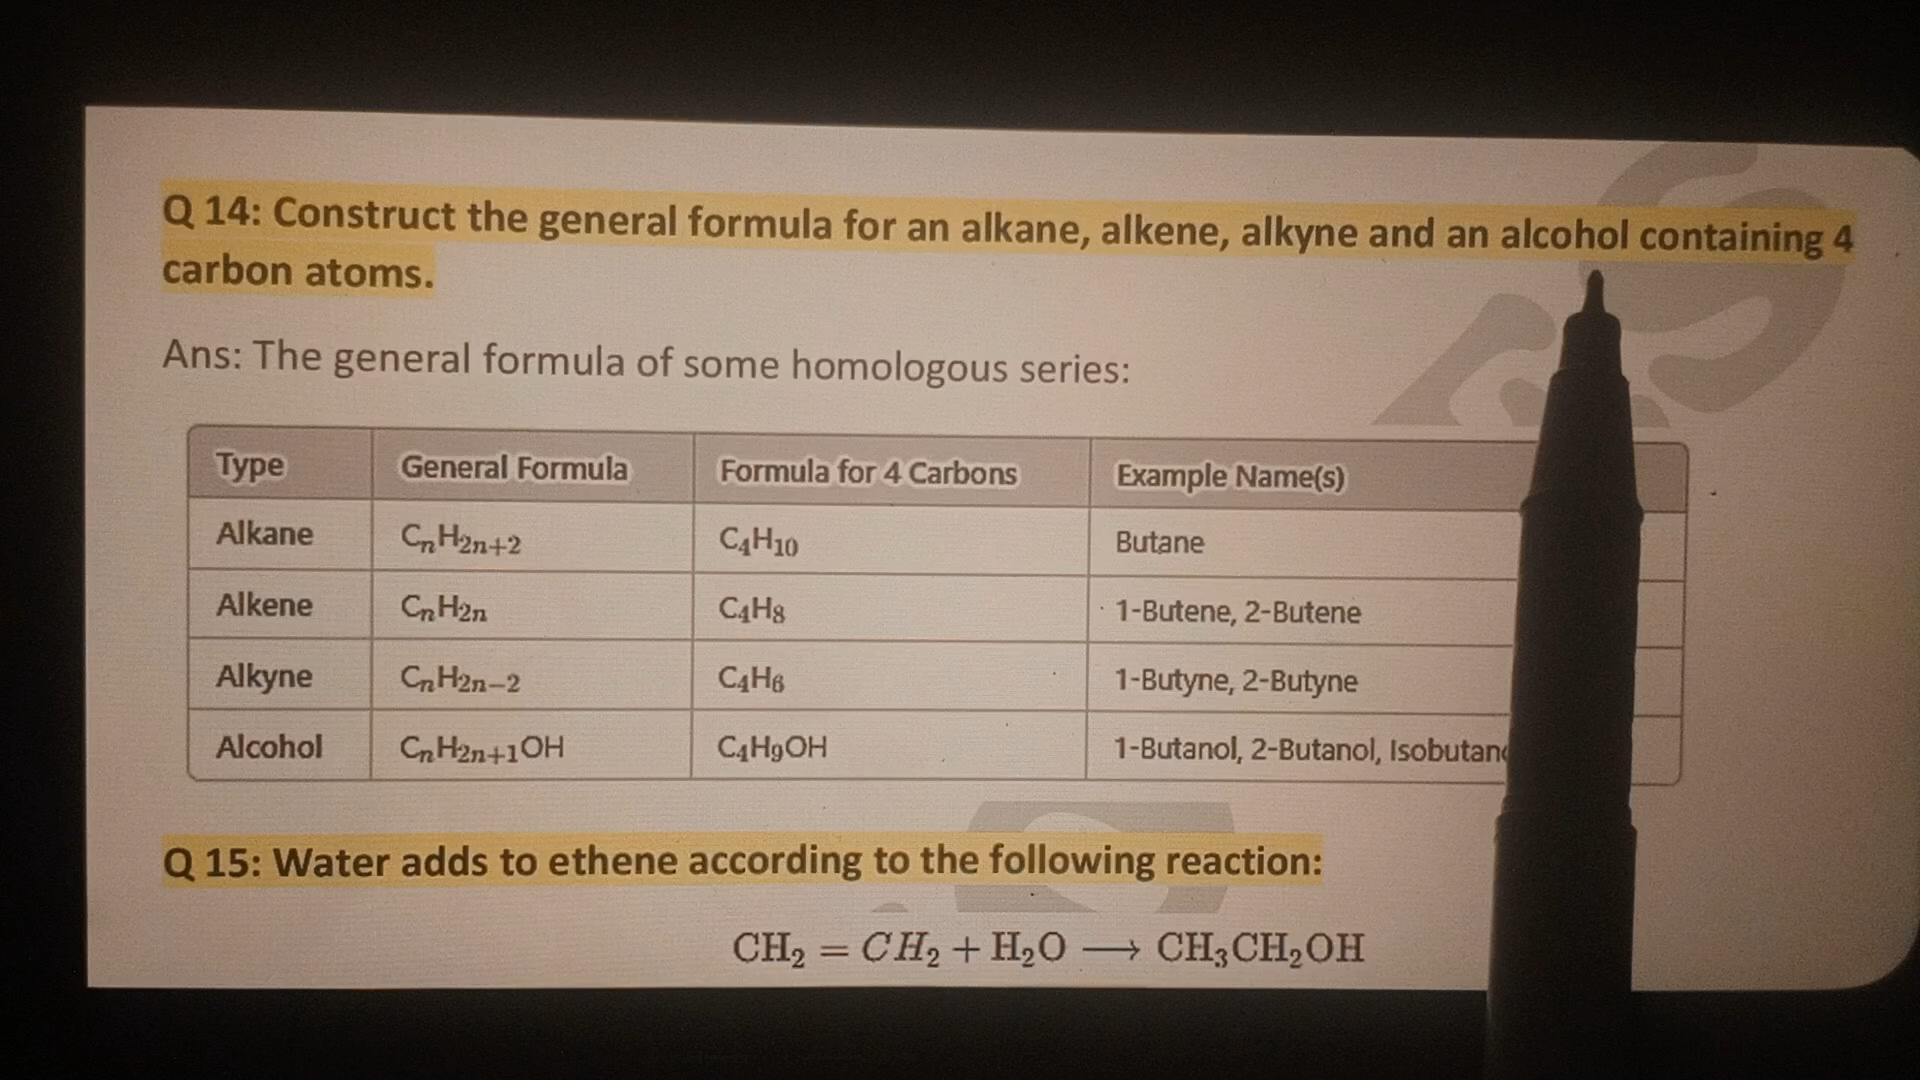 Q 14: Construct the general formula for an alkane, alkene, alkyne and an alcohol containing 4
carbon atoms.
Ans: The general formula of some homologous series:
Type General Formula Formula for 4 Carbons Example Name(s)
Alkane CₙH₂ₙ₊₂ C₄H₁₀ Butane
Alkene CₙH₂ₙ C₄H₈ 1-Butene, 2-Butene
Alkyne CₙH₂ₙ₋₂ C₄H₆ 1-Butyne, 2-Butyne
Alcohol CₙH₂ₙ₊₁OH C₄H₉OH 1-Butanol, 2-Butanol,
Q 15: Water adds to ethene according to the following reaction:
CH₂ = CH₂ + H₂O ⟶ CH₃CH₂OH